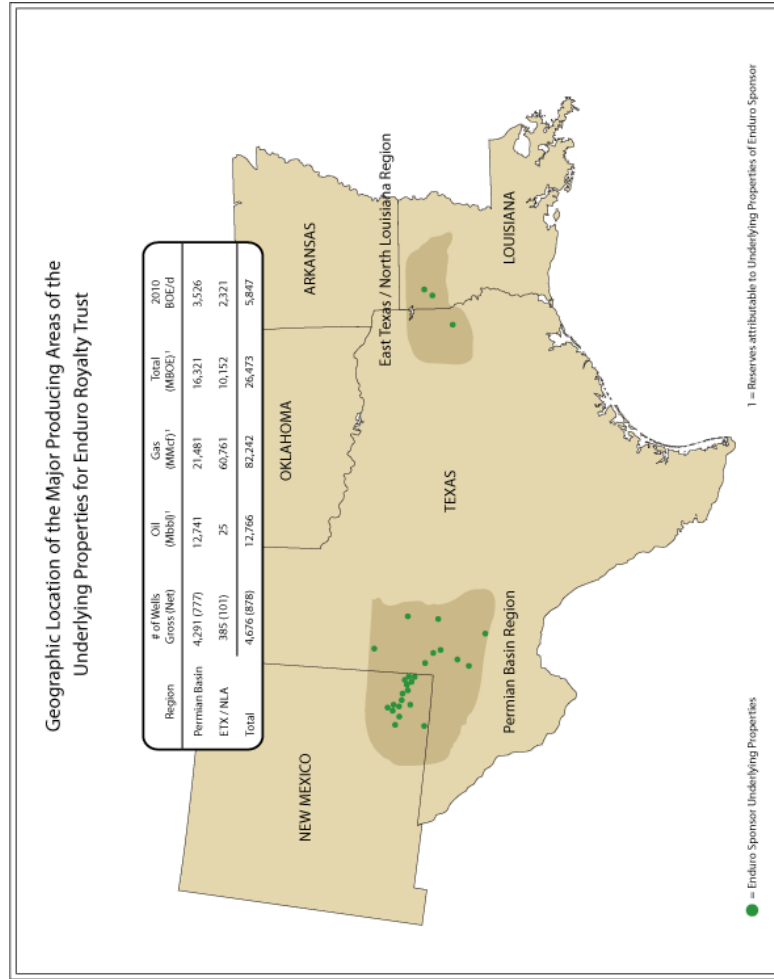 Geographic Location of the Major Producing Areas of the
Underlying Properties for Enduro Royalty Trust
Region # of Wells Gross (Net) Oil (Mbbl)¹ Gas (MMcf)¹ Total (MBOE)¹ 2010 BOE/d
Permian Basin 4,291 (777) 12,741 21,481 16,321 3,526
ETX / NLA 385 (101) 25 60,761 10,152 2,321
Total 4,676 (878) 12,766 82,242 26,473 5,847
NEW MEXICO
OKLAHOMA
ARKANSAS
East Texas / North Louisiana Region
TEXAS
LOUISIANA
Permian Basin Region
= Enduro Sponsor Underlying Properties
1 = Reserves attributable to Underlying Properties of Enduro Sponsor